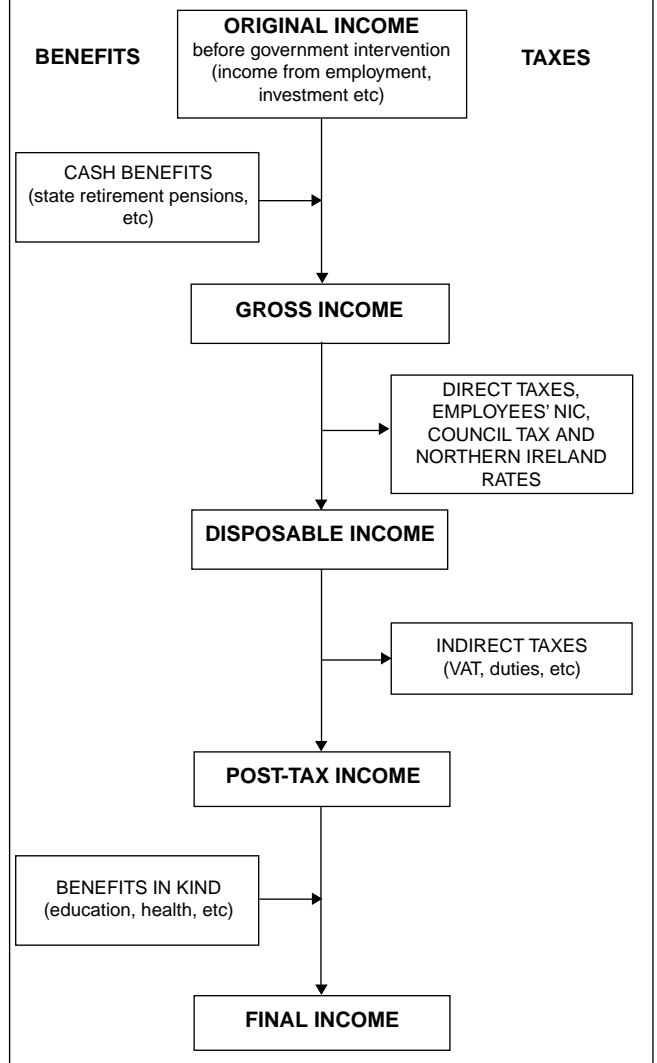 ORIGINAL INCOME
before government intervention
(income from employment,
investment etc)
BENEFITS
TAXES
CASH BENEFITS
(state retirement pensions,
etc)
GROSS INCOME
DIRECT TAXES,
EMPLOYEES’ NIC,
COUNCIL TAX AND
NORTHERN IRELAND
RATES
DISPOSABLE INCOME
INDIRECT TAXES
(VAT, duties, etc)
POST-TAX INCOME
BENEFITS IN KIND
(education, health, etc)
FINAL INCOME